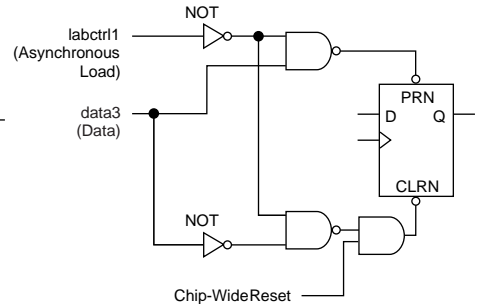 NOT
labctrl1
(Asynchronous
Load)
PRN
data3
(Data)
D Q
CLRN
NOT
Chip-WideReset